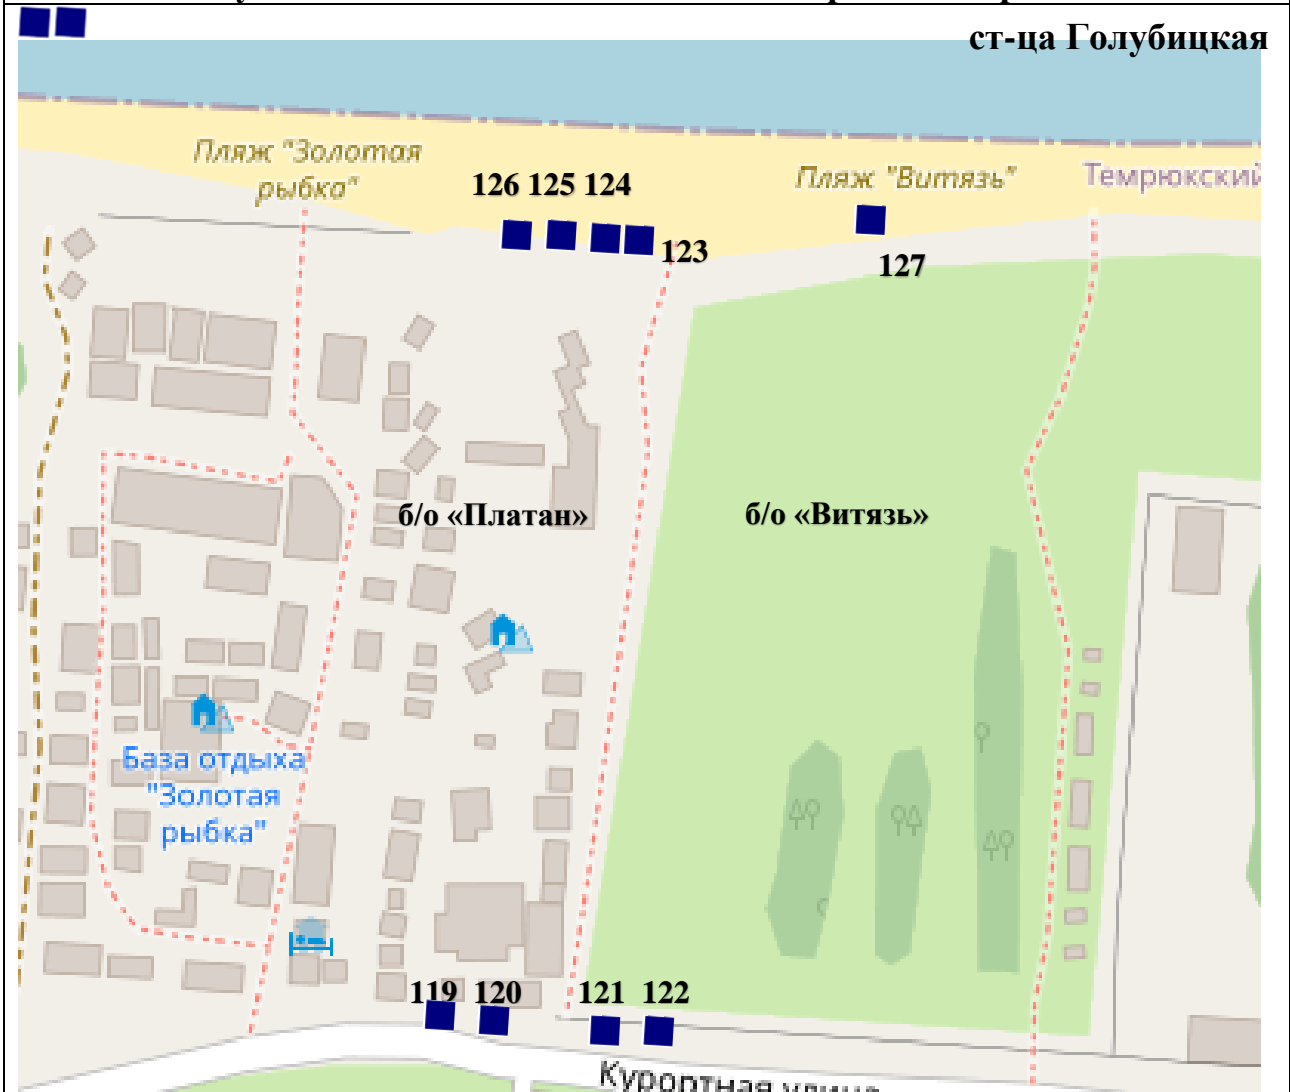 ст-ца Голубицкая
Пляж "Золотая
рыбка"
126 125 124
Пляж "Витязь"
Темрюкский
123
127
б/о «Платан»
б/о «Витязь»
База отдыха
"Золотая
рыбка"
119 120 121 122
Курортная улица